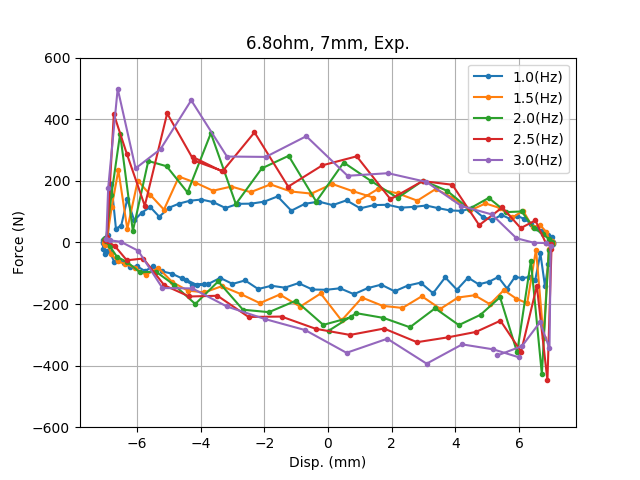 6.8ohm, 7mm, Exp.
600
400
200
0
−200
−400
−600
Force (N)
1.0(Hz)
1.5(Hz)
2.0(Hz)
2.5(Hz)
3.0(Hz)
−6 −4 −2 0 2 4 6
Disp. (mm)